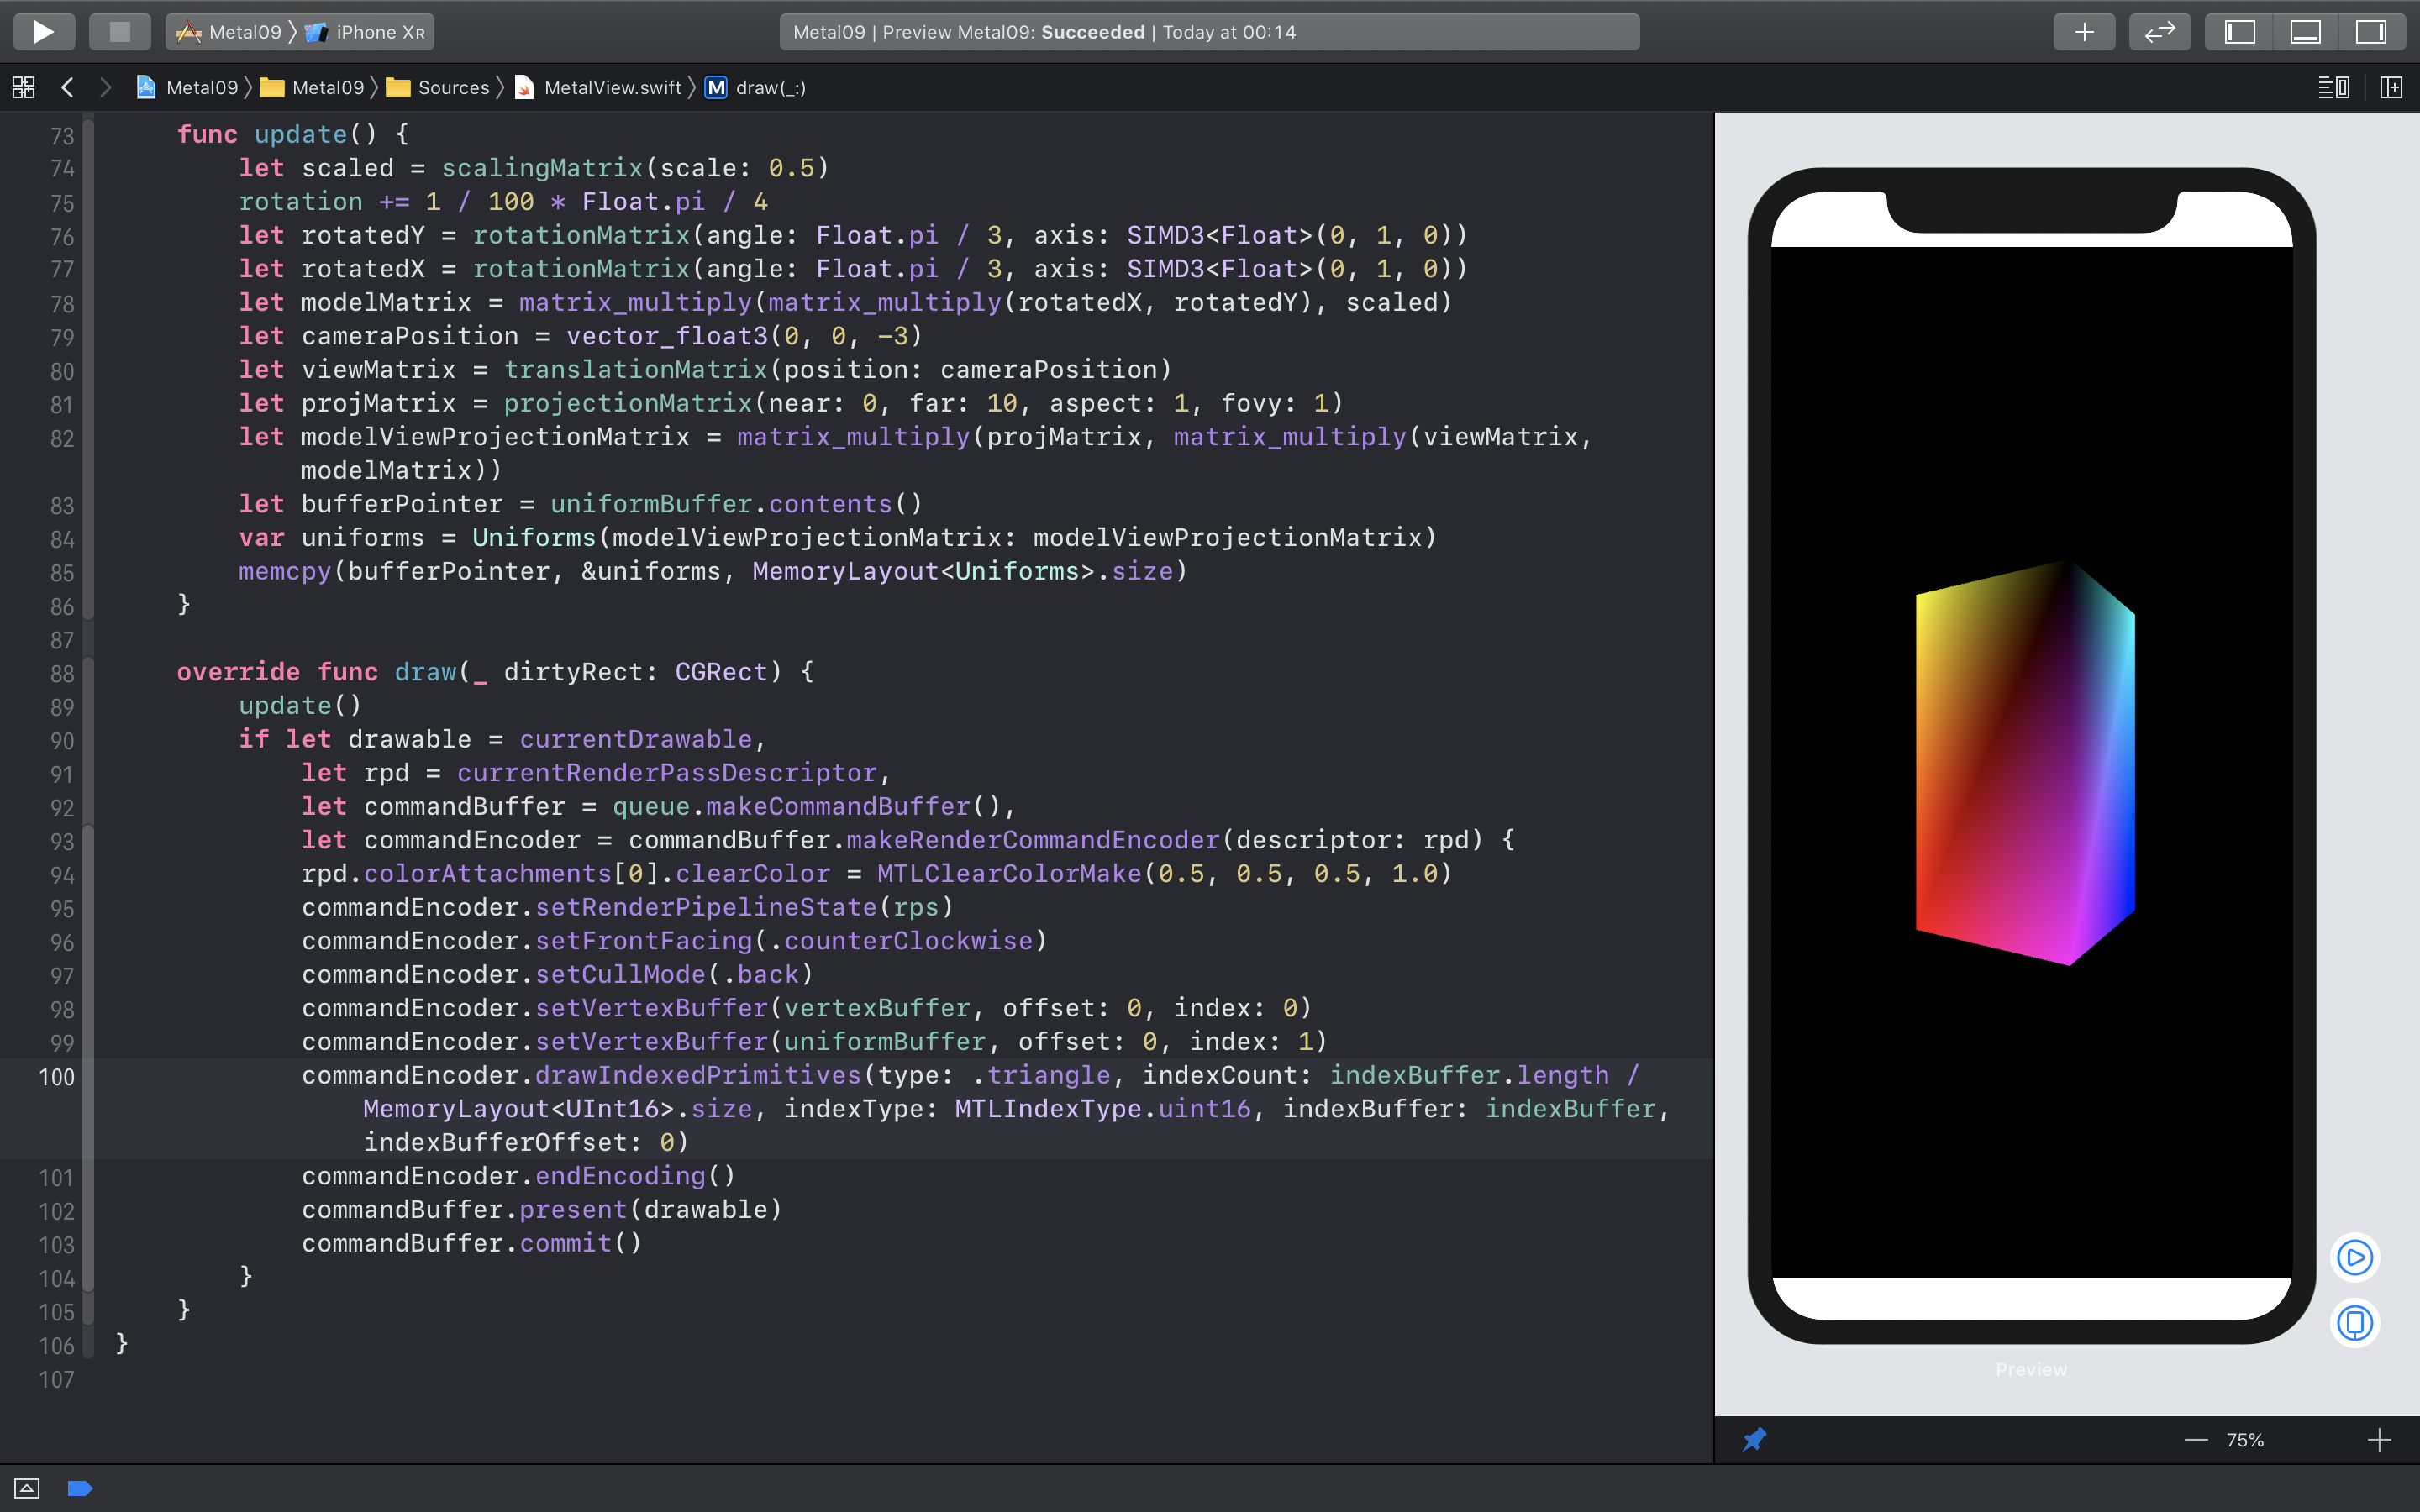 Metal09 iPhone XR
Metal09 | Preview Metal09: Succeeded | Today at 00:14
Metal09 Metal09 Sources MetalView.swift M draw(_:)
73 func update() {
74 let scaled = scalingMatrix(scale: 0.5)
75 rotation += 1 / 100 * Float.pi / 4
76 let rotatedY = rotationMatrix(angle: Float.pi / 3, axis: SIMD3<Float>(0, 1, 0))
77 let rotatedX = rotationMatrix(angle: Float.pi / 3, axis: SIMD3<Float>(0, 1, 0))
78 let modelMatrix = matrix_multiply(matrix_multiply(rotatedX, rotatedY), scaled)
79 let cameraPosition = vector_float3(0, 0, -3)
80 let viewMatrix = translationMatrix(position: cameraPosition)
81 let projMatrix = projectionMatrix(near: 0, far: 10, aspect: 1, fovy: 1)
82 let modelViewProjectionMatrix = matrix_multiply(projMatrix, matrix_multiply(viewMatrix,
modelMatrix))
83 let bufferPointer = uniformBuffer.contents()
84 var uniforms = Uniforms(modelViewProjectionMatrix: modelViewProjectionMatrix)
85 memcpy(bufferPointer, &uniforms, MemoryLayout<Uniforms>.size)
86 }
87
88 override func draw(_ dirtyRect: CGRect) {
89 update()
90 if let drawable = currentDrawable,
91 let rpd = currentRenderPassDescriptor,
92 let commandBuffer = queue.makeCommandBuffer(),
93 let commandEncoder = commandBuffer.makeRenderCommandEncoder(descriptor: rpd) {
94 rpd.colorAttachments[0].clearColor = MTLClearColorMake(0.5, 0.5, 0.5, 1.0)
95 commandEncoder.setRenderPipelineState(rps)
96 commandEncoder.setFrontFacing(.counterClockwise)
97 commandEncoder.setCullMode(.back)
98 commandEncoder.setVertexBuffer(vertexBuffer, offset: 0, index: 0)
99 commandEncoder.setVertexBuffer(uniformBuffer, offset: 0, index: 1)
100 commandEncoder.drawIndexedPrimitives(type: .triangle, indexCount: indexBuffer.length /
MemoryLayout<UInt16>.size, indexType: MTLIndexType.uint16, indexBuffer: indexBuffer,
indexBufferOffset: 0)
101 commandEncoder.endEncoding()
102 commandBuffer.present(drawable)
103 commandBuffer.commit()
104 }
105 }
106 }
107
Preview
75%